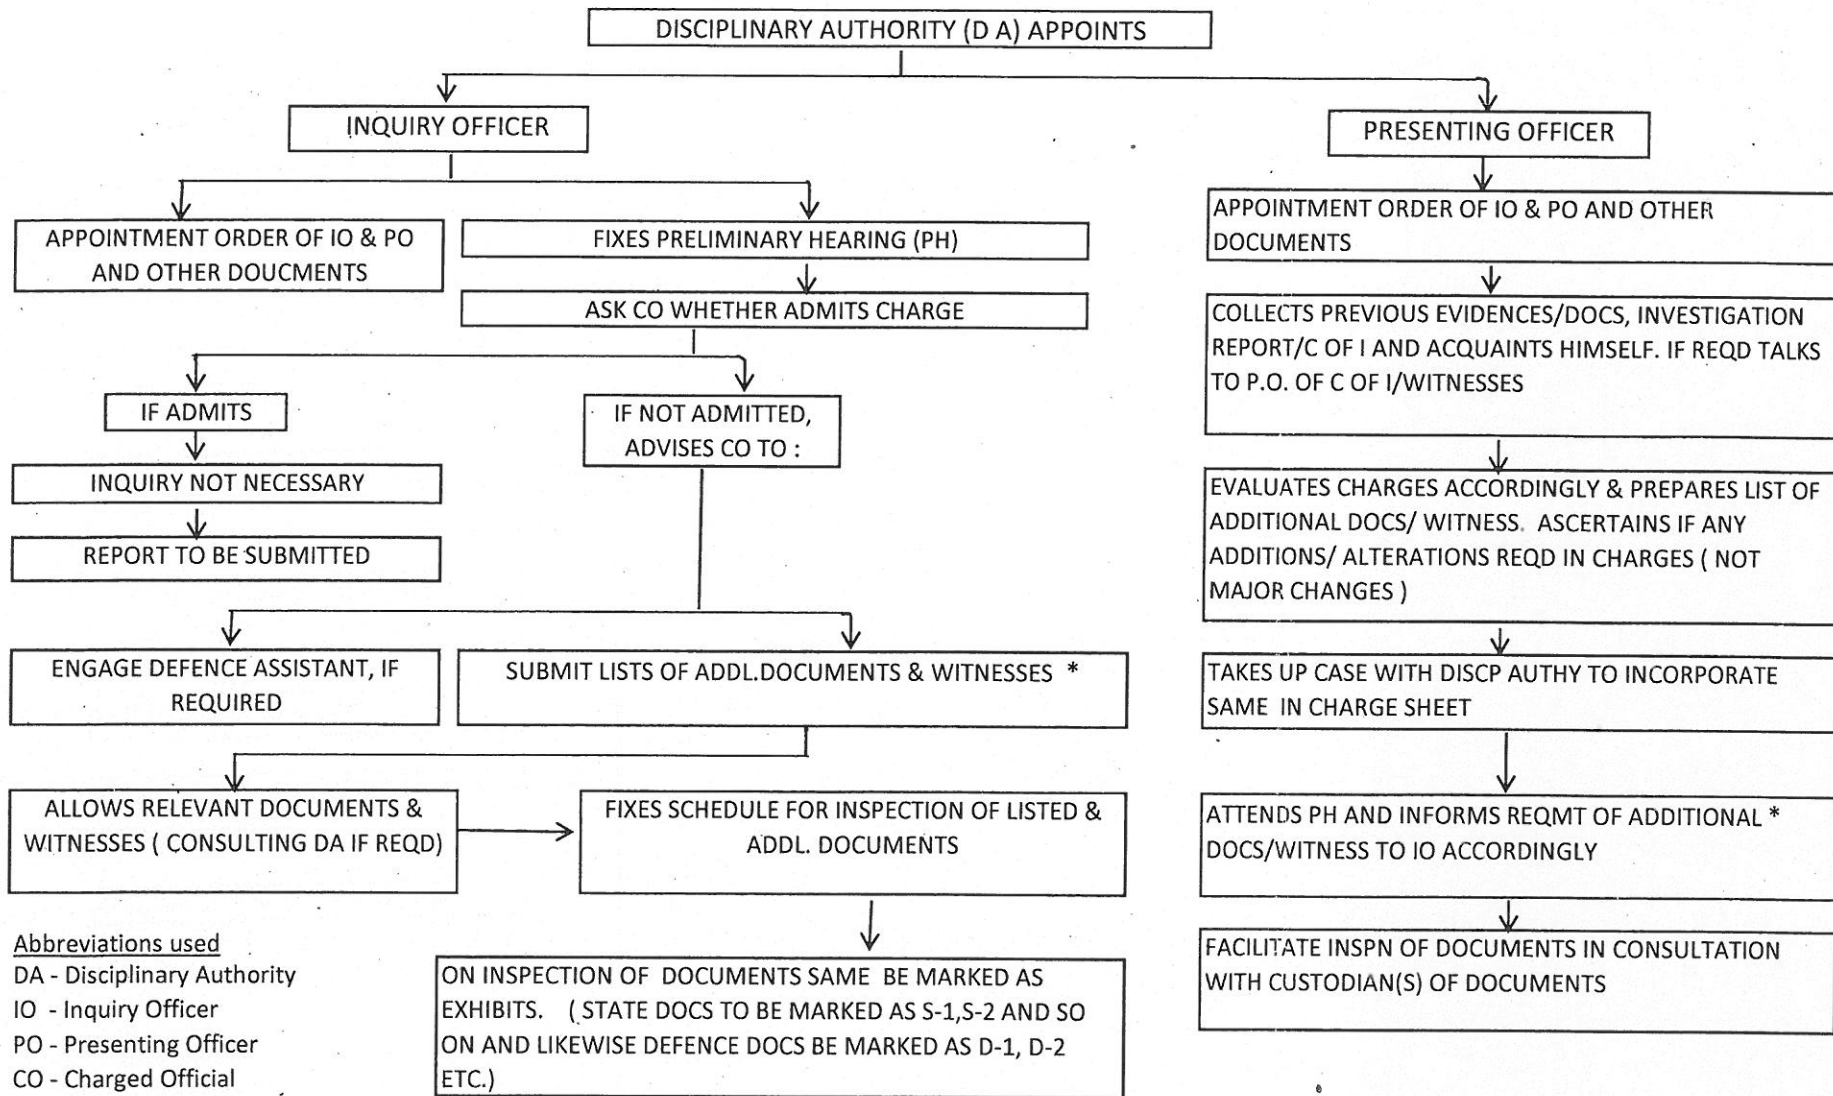 DISCIPLINARY AUTHORITY (D A) APPOINTS
INQUIRY OFFICER
PRESENTING OFFICER
APPOINTMENT ORDER OF IO & PO
AND OTHER DOUCMENTS
FIXES PRELIMINARY HEARING (PH)
ASK CO WHETHER ADMITS CHARGE
IF ADMITS
IF NOT ADMITTED,
ADVISES CO TO :
INQUIRY NOT NECESSARY
REPORT TO BE SUBMITTED
ENGAGE DEFENCE ASSISTANT, IF
REQUIRED
SUBMIT LISTS OF ADDL.DOCUMENTS & WITNESSES *
ALLOWS RELEVANT DOCUMENTS &
WITNESSES ( CONSULTING DA IF REQD)
FIXES SCHEDULE FOR INSPECTION OF LISTED &
ADDL. DOCUMENTS
ON INSPECTION OF DOCUMENTS SAME BE MARKED AS
EXHIBITS. ( STATE DOCS TO BE MARKED AS S-1,S-2 AND SO
ON AND LIKEWISE DEFENCE DOCS BE MARKED AS D-1, D-2
ETC.)
APPOINTMENT ORDER OF IO & PO AND OTHER
DOCUMENTS
COLLECTS PREVIOUS EVIDENCES/DOCS, INVESTIGATION
REPORT/C OF I AND ACQUAINTS HIMSELF. IF REQD TALKS
TO P.O. OF C OF I/WITNESSES
EVALUATES CHARGES ACCORDINGLY & PREPARES LIST OF
ADDITIONAL DOCS/ WITNESS. ASCERTAINS IF ANY
ADDITIONS/ ALTERATIONS REQD IN CHARGES ( NOT
MAJOR CHANGES )
TAKES UP CASE WITH DISCP AUTHY TO INCORPORATE
SAME IN CHARGE SHEET
ATTENDS PH AND INFORMS REQMT OF ADDITIONAL *
DOCS/WITNESS TO IO ACCORDINGLY
FACILITATE INSPN OF DOCUMENTS IN CONSULTATION
WITH CUSTODIAN(S) OF DOCUMENTS
Abbreviations used
DA - Disciplinary Authority
IO - Inquiry Officer
PO - Presenting Officer
CO - Charged Official